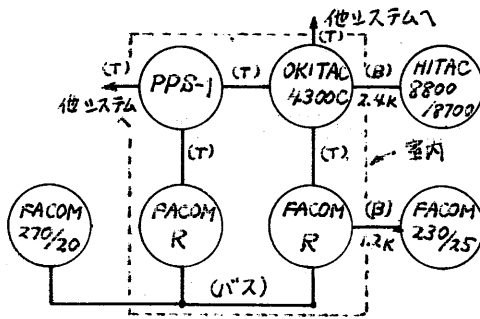 他システムへ
(T)
(T)
PPS-1
(T)
OKITAC
4300C
(B)
2.4K
HITAC
8800
/8700
他システムへ
(T)
(T)
室内
FACOM
270/20
FACOM
R
FACOM
R
(B)
1.2K
FACOM
230/25
(バス)